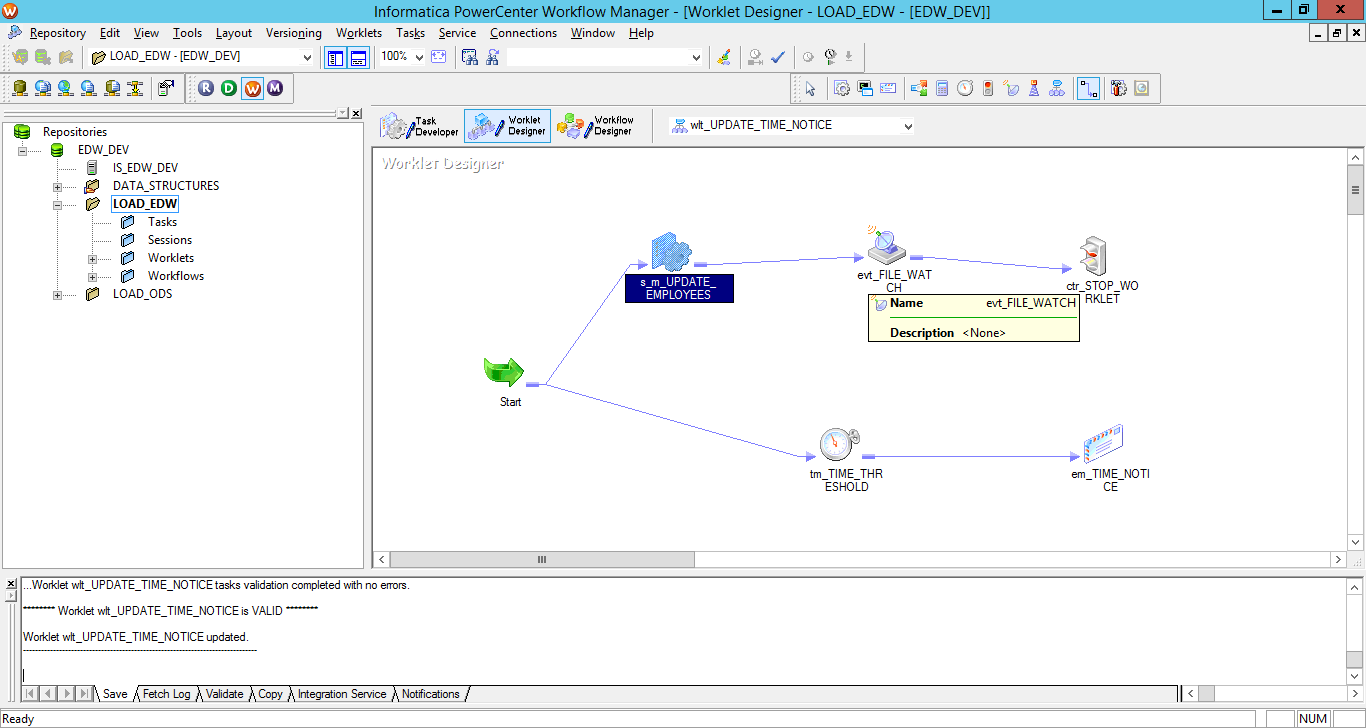 Informatica PowerCenter Workflow Manager - [Worklet Designer - LOAD_EDW - [EDW_DEV]]
Repository Edit View Tools Layout Versioning Worklets Tasks Service Connections Window Help
LOAD_EDW - [EDW_DEV]
100%
R D W M
Repositories
EDW_DEV
IS_EDW_DEV
DATA_STRUCTURES
LOAD_EDW
Tasks
Sessions
Worklets
Workflows
LOAD_ODS
Task
Developer
Worklet
Designer
Workflow
Designer
wlt_UPDATE_TIME_NOTICE
Worklet Designer
s_m_UPDATE_
EMPLOYEES
evt_FILE_WAT
CH
ctr_STOP_WO
RKLET
Name evt_FILE_WATCH
Description <None>
Start
tm_TIME_THR
ESHOLD
em_TIME_NOTI
CE
...Worklet wlt_UPDATE_TIME_NOTICE tasks validation completed with no errors.
******** Worklet wlt_UPDATE_TIME_NOTICE is VALID ********
Worklet wlt_UPDATE_TIME_NOTICE updated.
Save Fetch Log Validate Copy Integration Service Notifications
Ready NUM